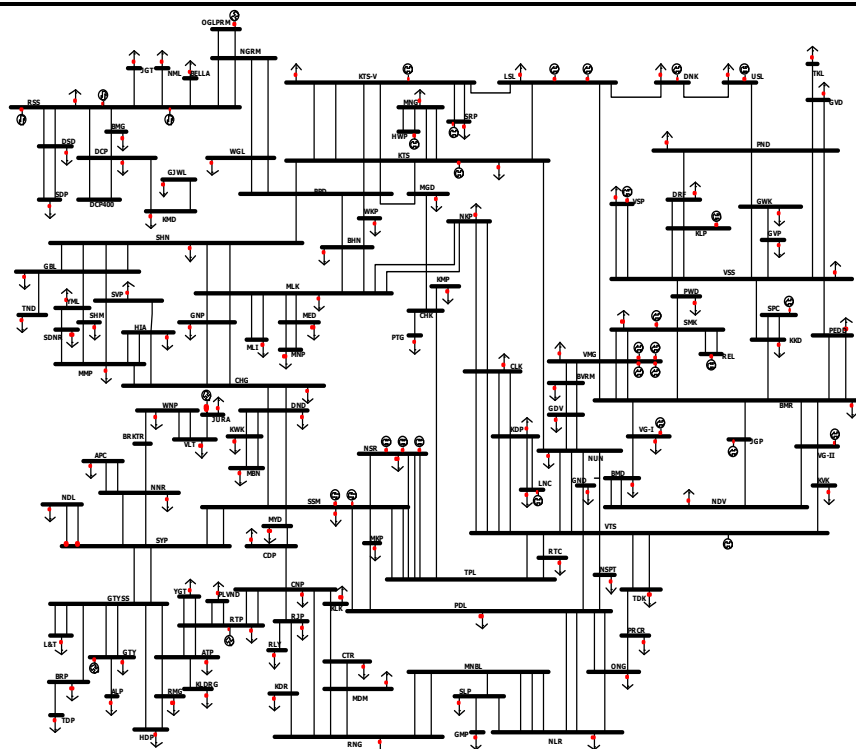 OGLPRM
NGRM
JGT
NML
BELLA
RSS
BMG
DSD
DCP
WGL
GJWL
SDP
DCP400
KMD
SHN
GBL
TND
YML
SVP
SDNR
SHM
HIA
MMP
GNP
MLI
MED
MNP
CHG
KTS-V
MNG
HWP
SRP
KTS
MGD
WKP
BHN
NKP
KMP
MLK
CHK
PTG
LSL
DNK
USL
TKL
GVD
PND
VSP
DRF
KLP
GWK
GVP
VSS
PWD
SMK
REL
SPC
KKD
VMG
BVRM
BMR
GDV
CLK
KDP
LNC
NUN
GND
BMD
VG-I
JGP
VG-II
KVK
NDV
VTS
WNP
JURA
VLT
BRKTR
KWK
DND
MBN
APC
NNR
NDL
SYP
SSM
MYD
CDP
NSR
MKP
TPL
RTC
NSPT
TDK
PRCR
ONG
GTYSS
YGT
PLVND
RTP
CNP
RJP
KLK
PDL
L&T
GTY
ATP
RLY
BRP
ALP
RMG
KLDRG
TDP
HDP
KDR
CTR
MDM
RNG
MNBL
SLP
GMP
NLR